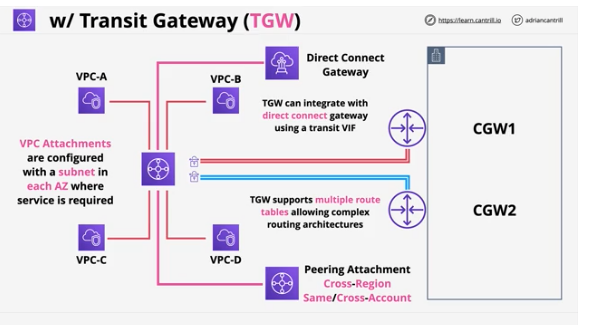 w/ Transit Gateway (TGW)
https://learn.cantrill.io
adriancantrill
Direct Connect
Gateway
VPC-A
VPC-B
TGW can integrate with
direct connect gateway
using a transit VIF
CGW1
VPC Attachments
are configured
with a subnet in
each AZ where
service is required
TGW supports multiple route
tables allowing complex
routing architectures
CGW2
VPC-C
VPC-D
Peering Attachment
Cross-Region
Same/Cross-Account